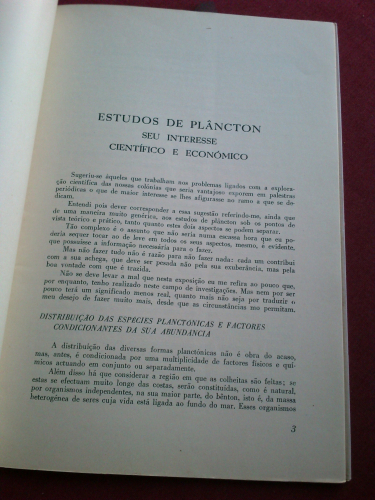 ESTUDOS DE PLÂNCTON
SEU INTERESSE
CIENTÍFICO E ECONÓMICO
Sugeriu-se àqueles que trabalham nos problemas ligados com a explora-
ção científica das nossas colónias que seria vantajoso exporem em palestras
periódicas o que de maior interesse se lhes afigurasse no ramo a que se de-
dicam.
Entendi pois dever corresponder a essa sugestão referindo-me, ainda que
de uma maneira muito genérica, aos estudos de plâncton sob os pontos de
vista teórico e prático, tanto quanto estes dois aspectos se podem separar.
Tão complexo é o assunto que não seria numa escassa hora que eu po-
deria sequer tocar ao de leve em todos os seus aspectos, mesmo, é evidente,
que possuísse a informação necessária para o fazer.
Mas não fazer tudo não é razão para não fazer nada: cada um contribui
com a sua achega, que deve ser pesada não pela sua exuberância, mas pela
boa vontade com que é trazida.
Não se deve levar a mal que nesta exposição eu me refira ao pouco que,
por enquanto, tenho realizado neste campo de investigações. Mas nem por ser
pouco terá um significado menos real, quanto mais não seja por traduzir o
meu desejo de fazer muito mais, desde que as circunstâncias mo permitam.
DISTRIBUIÇÃO DAS ESPÉCIES PLANCTÓNICAS E FACTORES
CONDICIONANTES DA SUA ABUNDÂNCIA
A distribuição das diversas formas planctónicas não é obra do acaso,
mas, antes, é condicionada por uma multiplicidade de factores físicos e quí-
micos actuando em conjunto ou separadamente.
Além disso há que considerar a região em que as colheitas são feitas; se
estas se efectuam muito longe das costas, serão constituídas, como é natural,
por organismos independentes, na sua maior parte, do bênton, isto é, da massa
heterogénea de seres cuja vida está ligada ao fundo do mar. Esses organismos
3